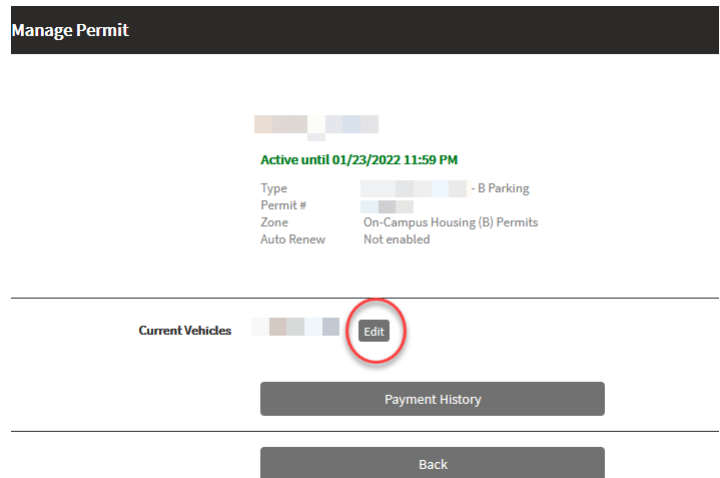 Manage Permit
Active until 01/23/2022 11:59 PM
Type - B Parking
Permit #
Zone On-Campus Housing (B) Permits
Auto Renew Not enabled
Current Vehicles Edit
Payment History
Back